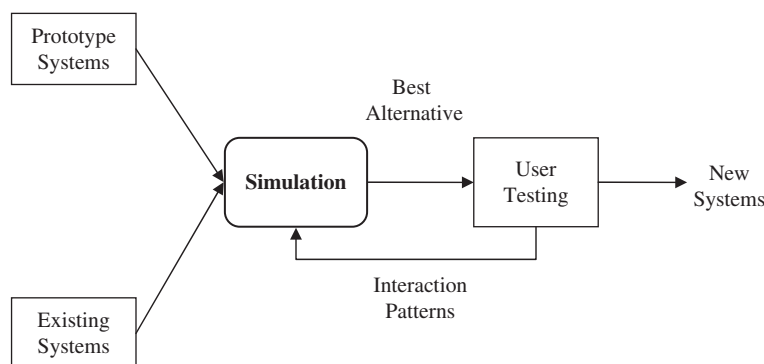 Prototype
Systems
Best
Alternative
Simulation
User
Testing
New
Systems
Interaction
Patterns
Existing
Systems